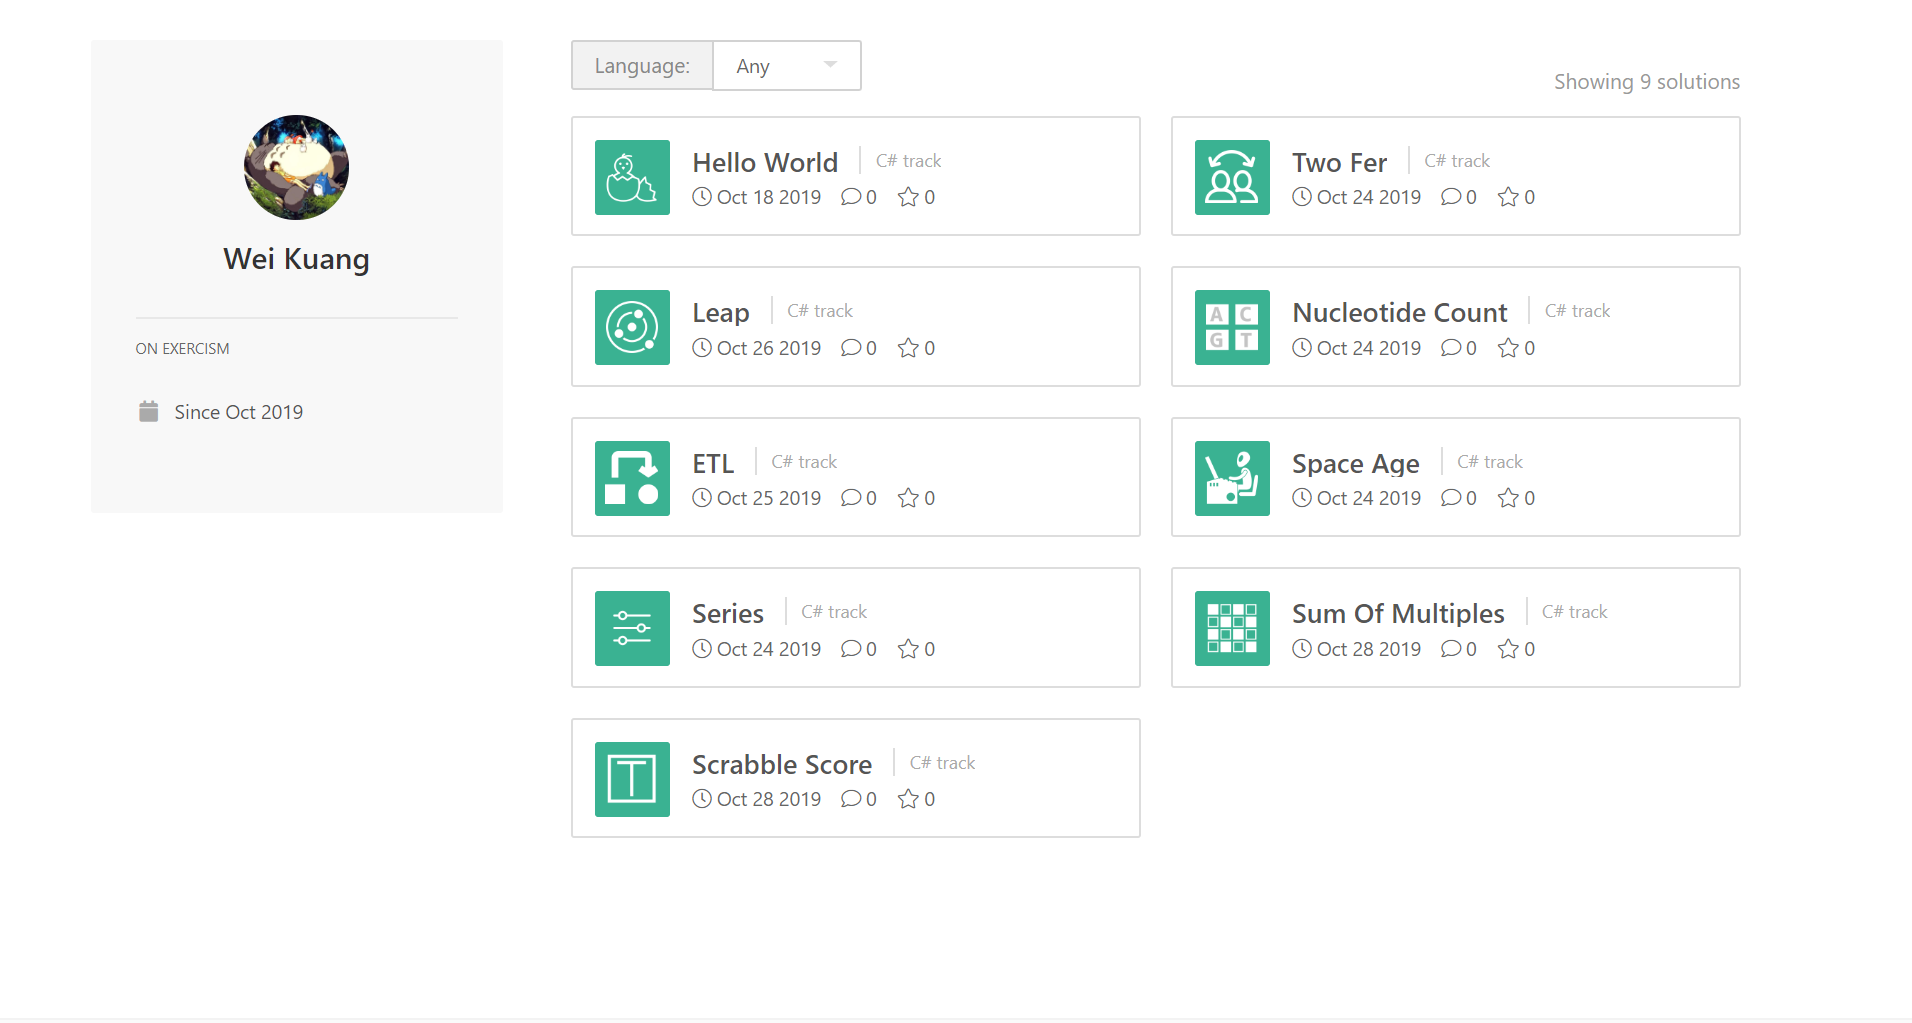 Wei Kuang
ON EXERCISM
Since Oct 2019
Language: Any
Showing 9 solutions
Hello World C# track
Oct 18 2019 0 0
Two Fer C# track
Oct 24 2019 0 0
Leap C# track
Oct 26 2019 0 0
A C
G T
Nucleotide Count C# track
Oct 24 2019 0 0
ETL C# track
Oct 25 2019 0 0
Space Age C# track
Oct 24 2019 0 0
Series C# track
Oct 24 2019 0 0
Sum Of Multiples C# track
Oct 28 2019 0 0
T
Scrabble Score C# track
Oct 28 2019 0 0